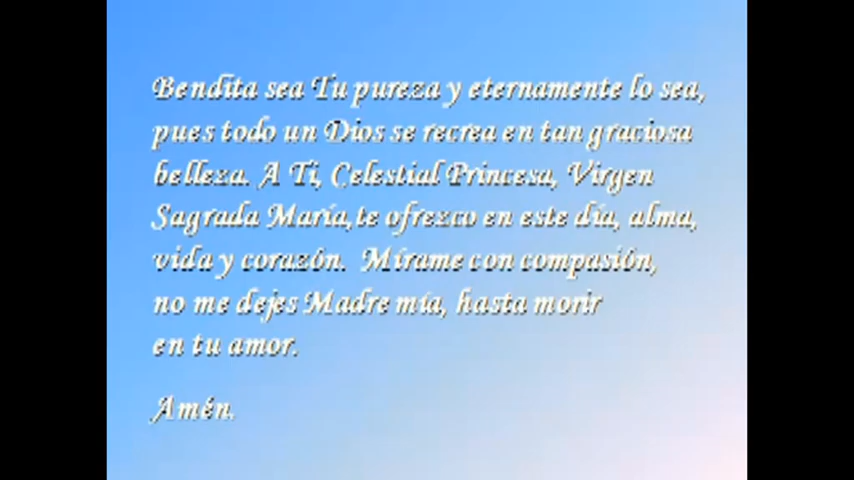 Bendita sea Tu pureza y eternamente lo sea,
pues todo un Dios se recrea en tan graciosa
belleza. A Ti, Celestial Princesa, Virgen
Sagrada María,te ofrezco en este día, alma,
vida y corazón. Mírame con compasión,
no me dejes Madre mía, hasta morir
en tu amor.
Amén.